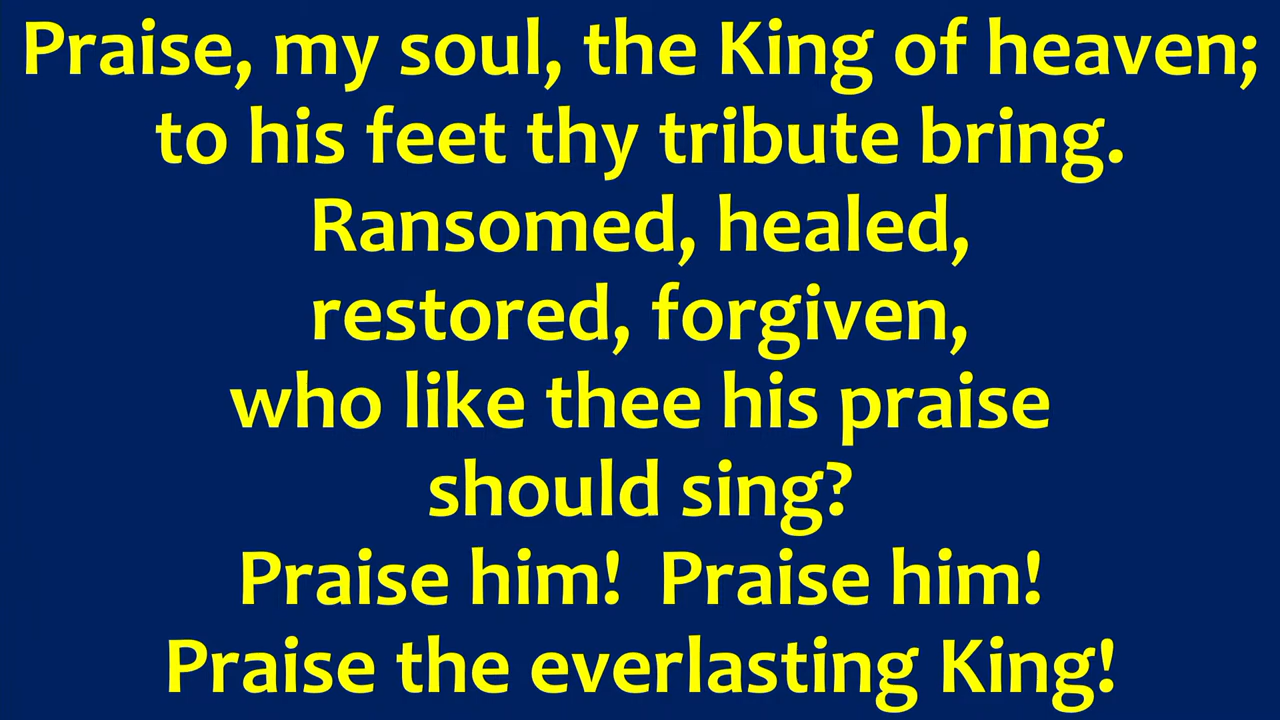 Praise, my soul, the King of heaven;
to his feet thy tribute bring.
Ransomed, healed,
restored, forgiven,
who like thee his praise
should sing?
Praise him!  Praise him!
Praise the everlasting King!